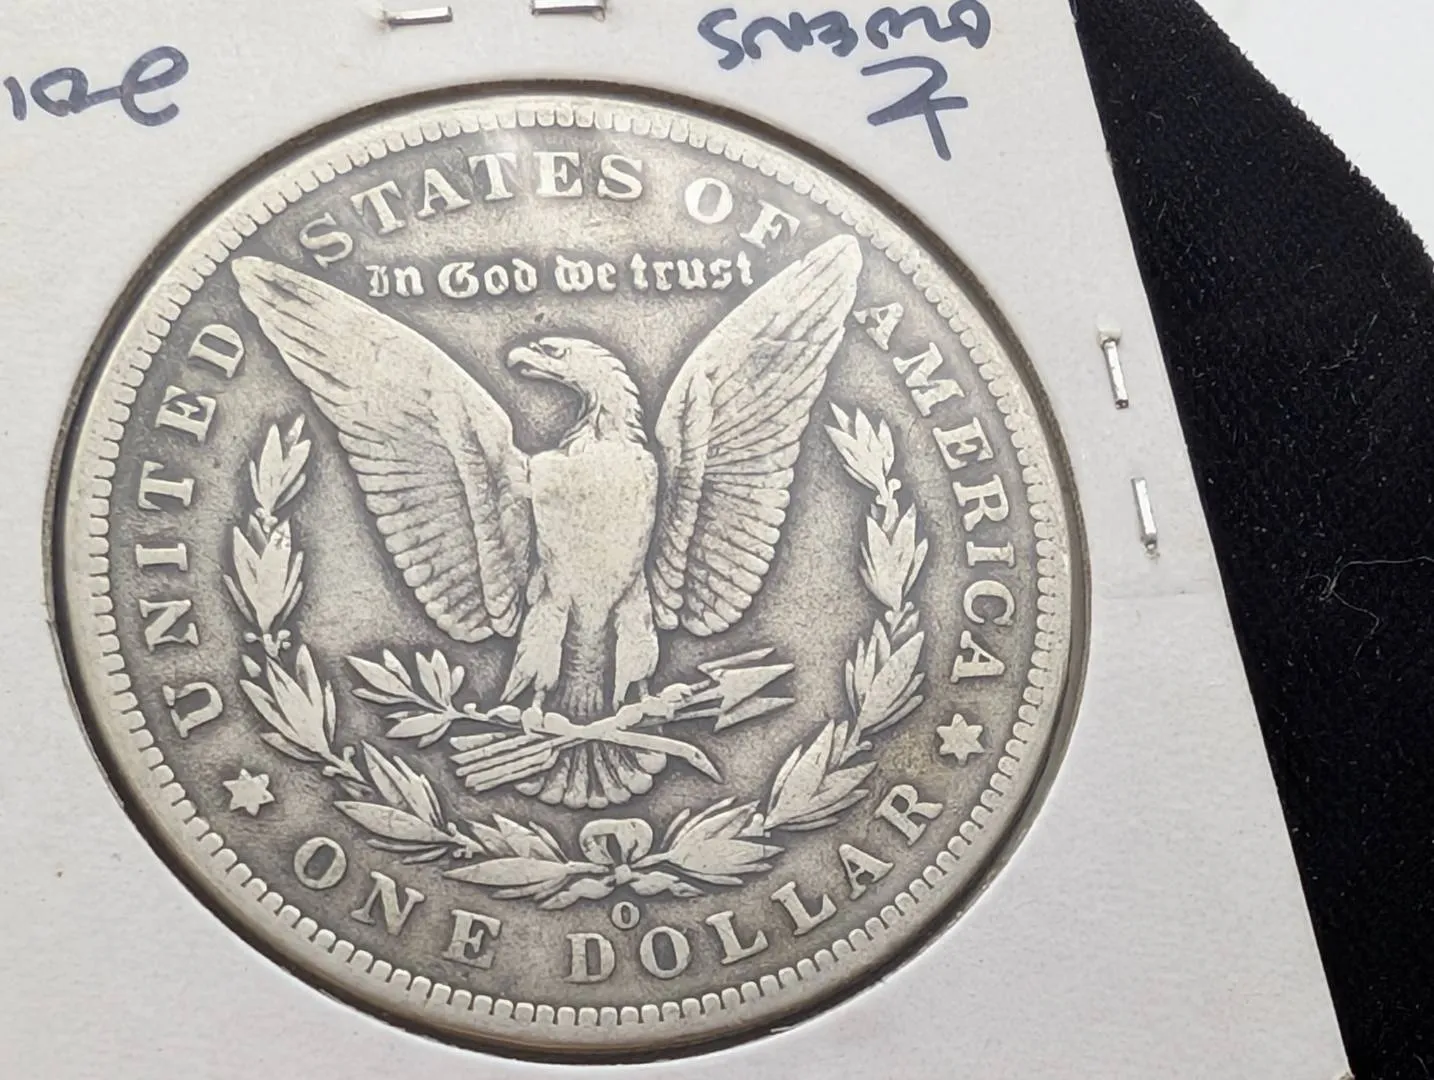 STATES OF
In God we trust
UNITED
AMERICA
O
ONE DOLLAR